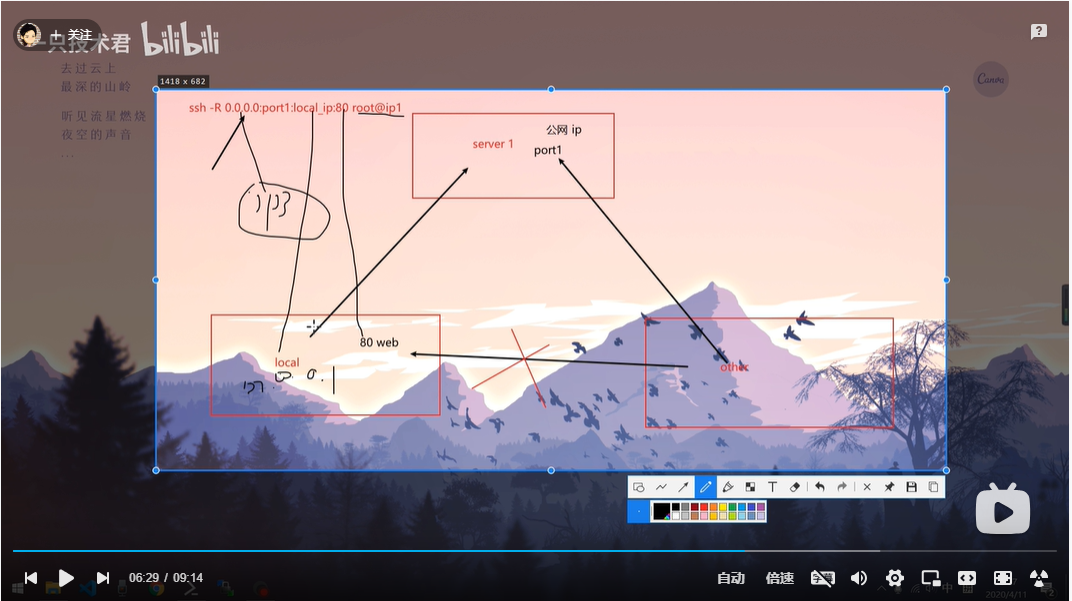 + 关注
一只技术君 bilibili
去过云上
最深的山岭
听见流星燃烧
夜空的声音
...
Canva
1418 x 682
ssh -R 0.0.0.0:port1:local_ip:80 root@ip1
公网 ip
server 1
port1
80 web
local
other
06:29 / 09:14
自动
倍速
字幕
中
2020/4/11